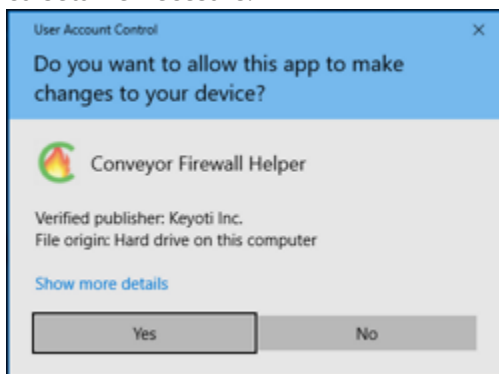 User Account Control
Do you want to allow this app to make
changes to your device?
Conveyor Firewall Helper
Verified publisher: Keyoti Inc.
File origin: Hard drive on this computer
Show more details
Yes
No